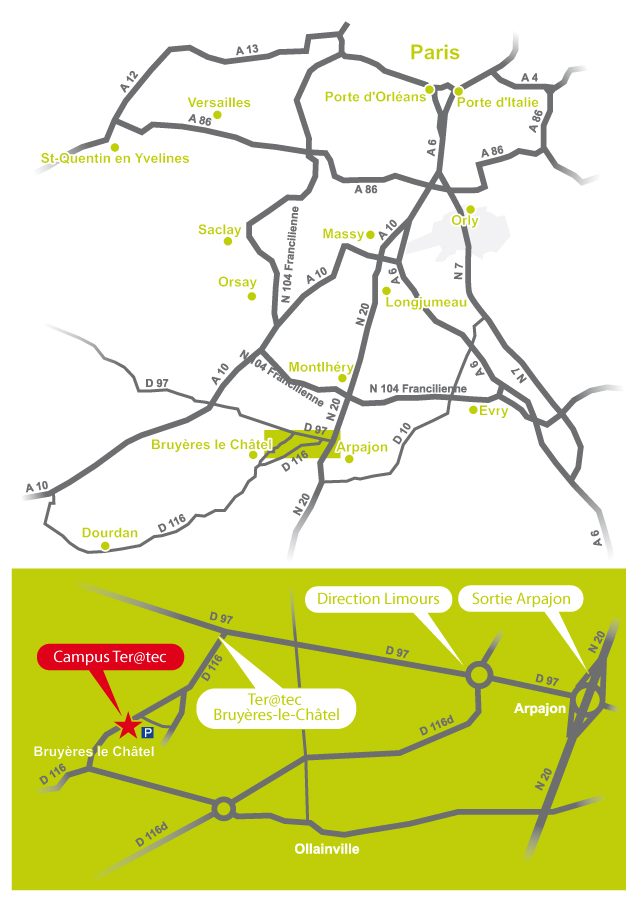 A 13
Paris
A 12
A 4
Porte d'Orléans
Porte d'Italie
Versailles
A 86
A 86
A 6
St-Quentin en Yvelines
A 86
A 86
Saclay
N 104 Francilienne
Massy
A 10
Orly
Orsay
A 10
A 6
N 7
Longjumeau
N 20
D 97
A 10
N 104 Francilienne
Montlhéry
A 6
N7
N 104 Francilienne
N 20
Evry
D 97
D 10
Bruyères le Châtel
Arpajon
D 116
A 10
N 20
D 116
Dourdan
A 6
Direction Limours
Sortie Arpajon
D 97
N 20
D 97
Campus Ter@tec
D 116
D 97
Ter@tec
Bruyères-le-Châtel
Arpajon
D 116d
P
Bruyères le Châtel
D 116
N 20
D 116d
Ollainville